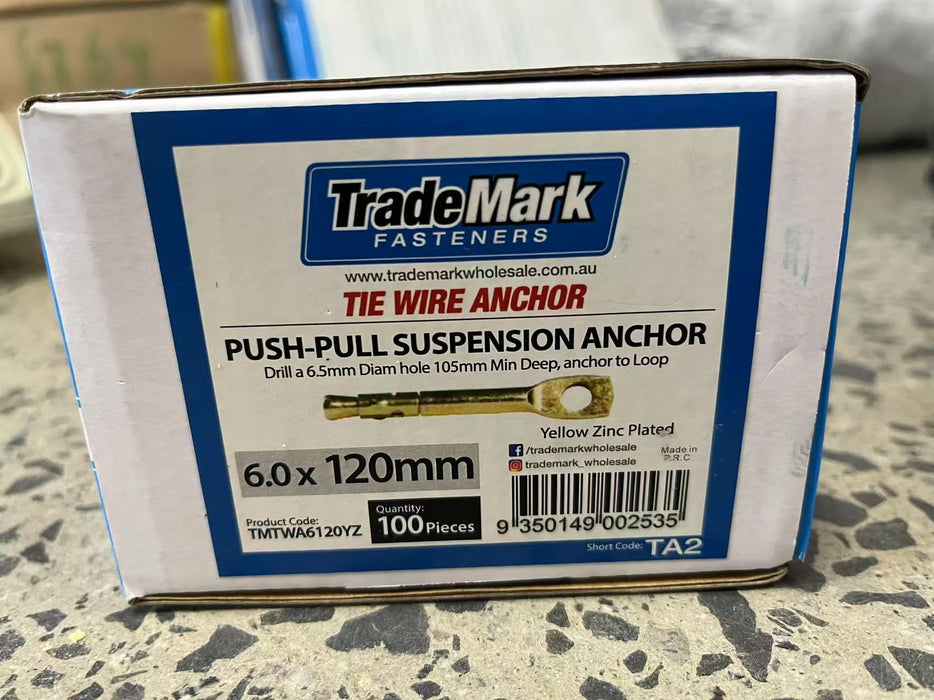 TradeMark
FASTENERS
www.trademarkwholesale.com.au
TIE WIRE ANCHOR
PUSH-PULL SUSPENSION ANCHOR
Drill a 6.5mm Diam hole 105mm Min Deep, anchor to Loop
Yellow Zinc Plated
/trademarkwholesale
trademark_wholesale
Made in
P.R.C
6.0 x 120mm
Product Code:
TMTWA6120YZ
Quantity:
100 Pieces
9 350149 002535
Short Code: TA2